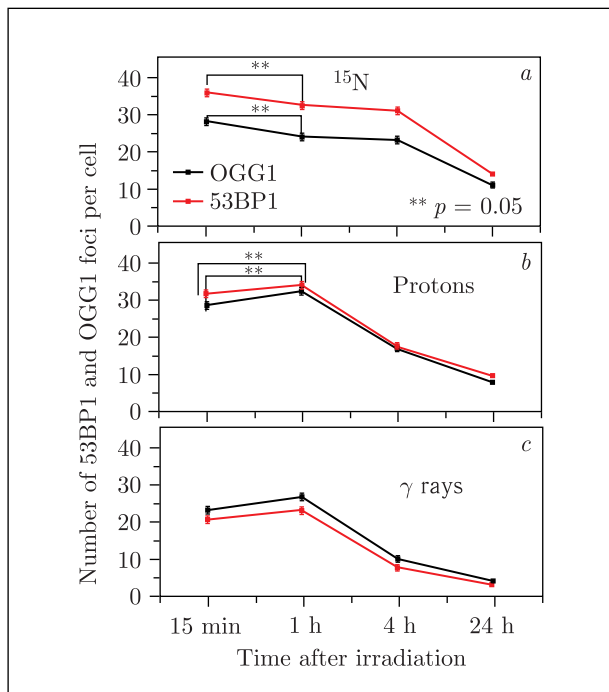 Number of 53BP1 and OGG1 foci per cell
a
¹⁵N
**
**
OGG1
53BP1
** p = 0.05
40
30
20
10
0
b
Protons
**
**
40
30
20
10
0
c
γ rays
40
30
20
10
0
15 min 1 h 4 h 24 h
Time after irradiation